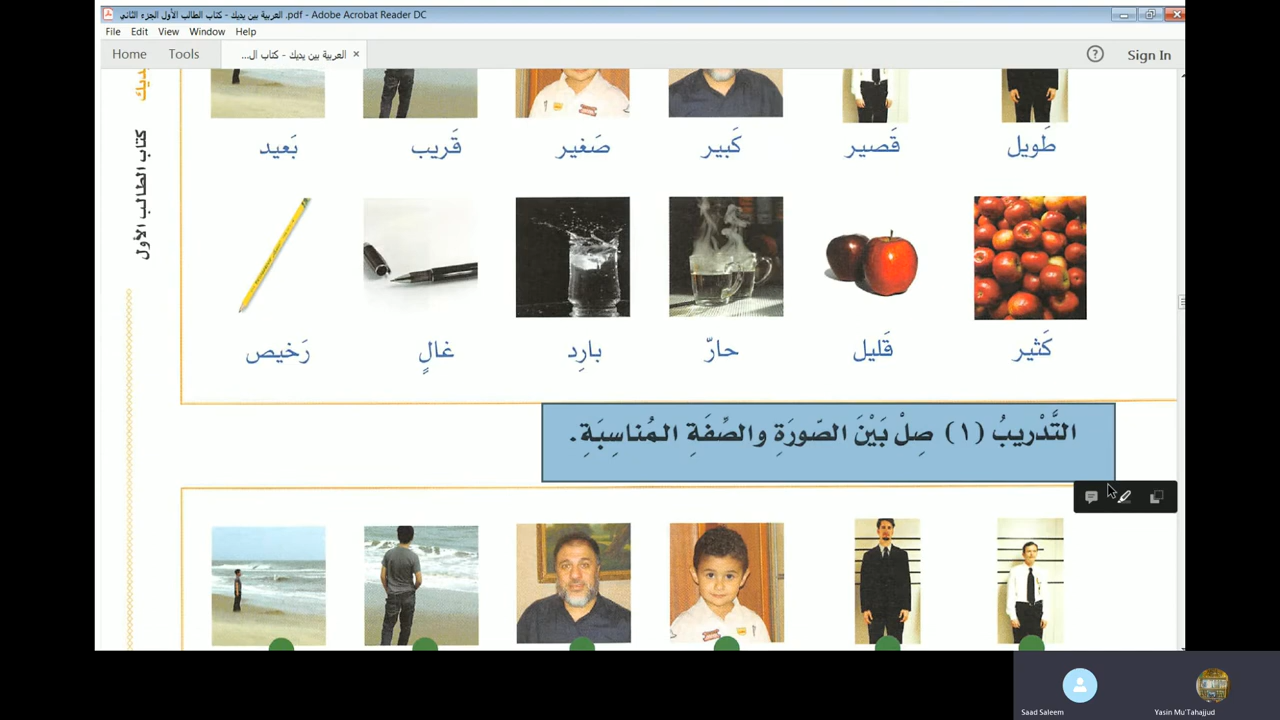 العربية بين يديك - كتاب الطالب الأول الجزء الثاني .pdf - Adobe Acrobat Reader DC
File Edit View Window Help
Home Tools العربية بين يديك - كتاب ال... × ? Sign In
كتاب الطالب الأول
طَويل قَصير كَبير صَغير قَريب بَعيد
كَثير قَليل حارّ بارِد غالٍ رَخيص
التَّدْريبُ (١) صِلْ بَيْنَ الصّورَةِ والصِّفَةِ المُناسِبَةِ.
Saad Saleem Yasin Mu`Tahajjud